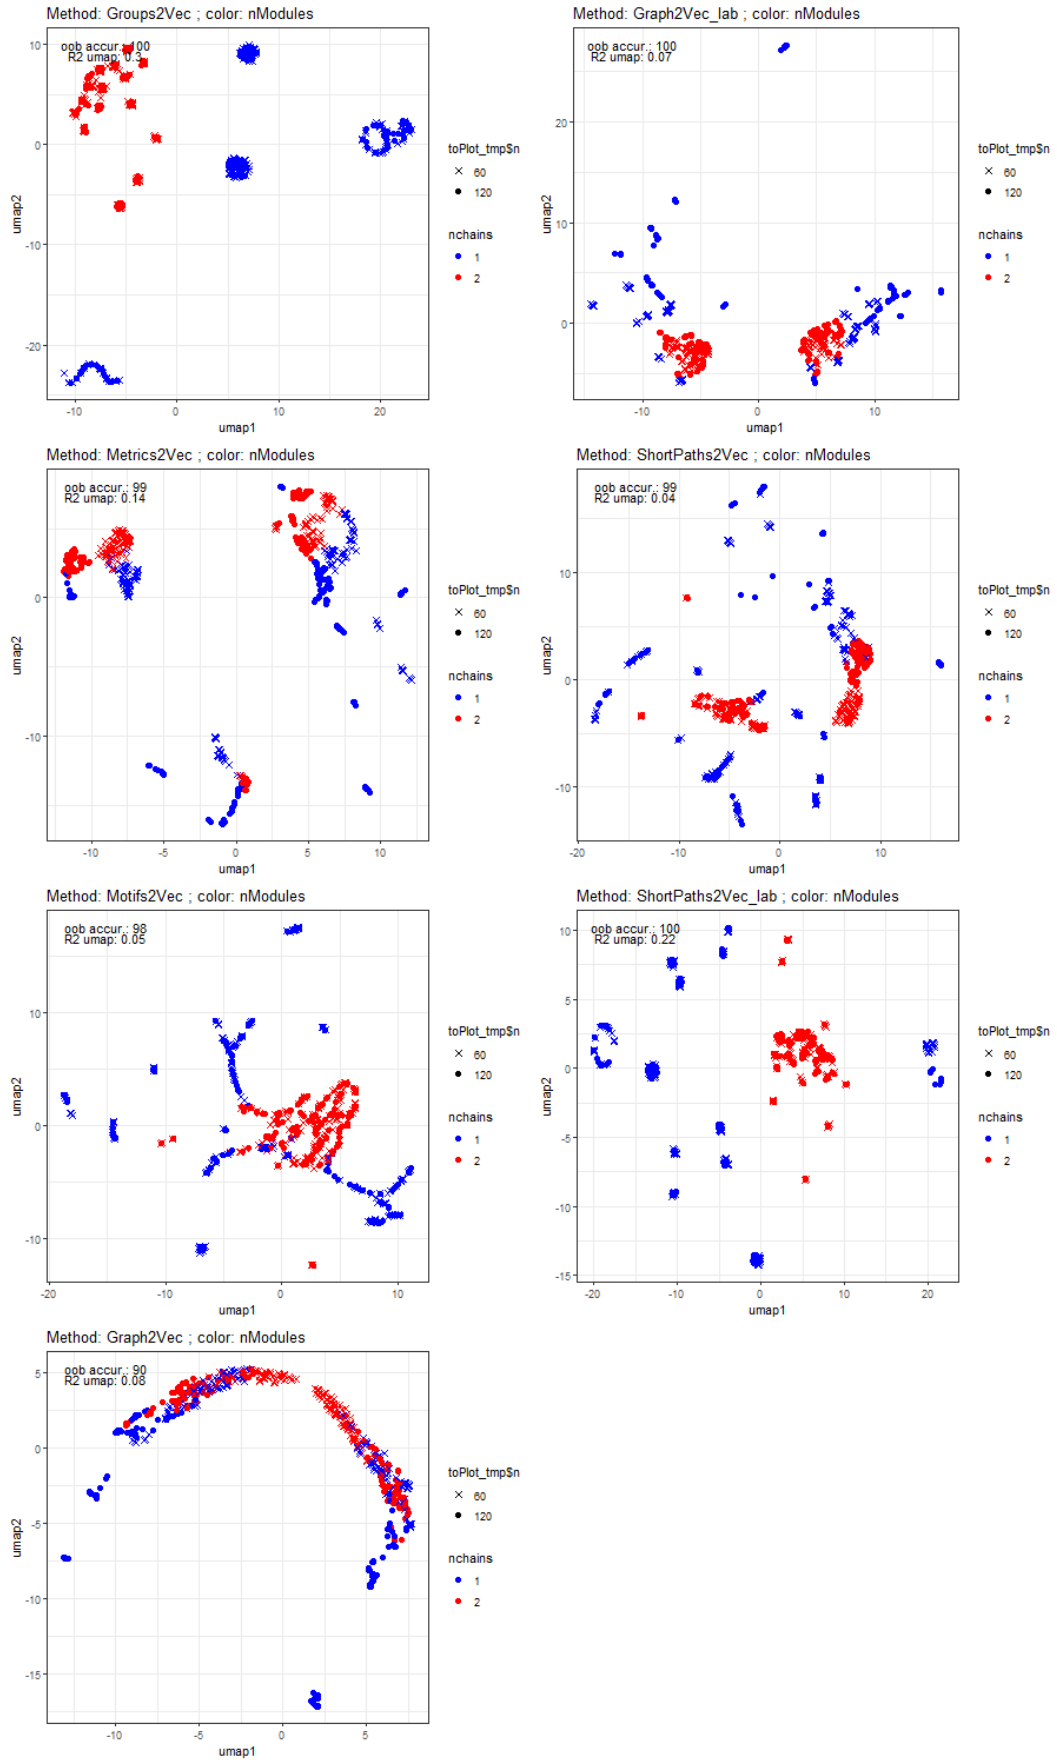 Method: Groups2Vec ; color: nModules
oob accur.: 100
R2 umap: 0.3
10
0
-10
-20
umap2
-10
0
10
20
umap1
toPlot_tmp$n
60
120
nchains
1
2
Method: Graph2Vec_lab ; color: nModules
oob accur.: 100
R2 umap: 0.07
20
10
0
umap2
-10
0
10
umap1
toPlot_tmp$n
60
120
nchains
1
2
Method: Metrics2Vec ; color: nModules
oob accur.: 99
R2 umap: 0.14
0
-10
umap2
-10
-5
0
5
10
umap1
toPlot_tmp$n
60
120
nchains
1
2
Method: ShortPaths2Vec ; color: nModules
oob accur.: 99
R2 umap: 0.04
10
0
-10
umap2
-20
-10
0
10
umap1
toPlot_tmp$n
60
120
nchains
1
2
Method: Motifs2Vec ; color: nModules
oob accur.: 98
R2 umap: 0.05
10
0
-10
umap2
-20
-10
0
10
umap1
toPlot_tmp$n
60
120
nchains
1
2
Method: ShortPaths2Vec_lab ; color: nModules
oob accur.: 100
R2 umap: 0.22
10
5
0
-5
-10
-15
umap2
-20
-10
0
10
20
umap1
toPlot_tmp$n
60
120
nchains
1
2
Method: Graph2Vec ; color: nModules
oob accur.: 90
R2 umap: 0.08
5
0
-5
-10
-15
umap2
-10
-5
0
5
umap1
toPlot_tmp$n
60
120
nchains
1
2